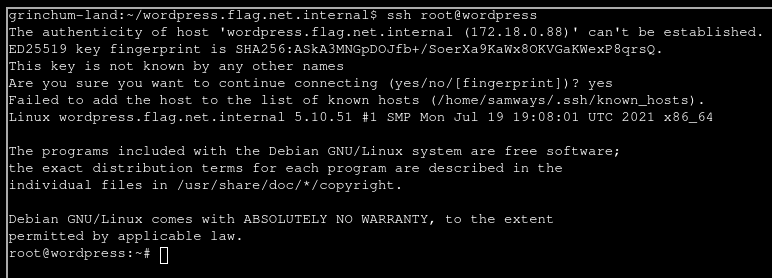 grinchum-land:~/wordpress.flag.net.internal$ ssh root@wordpress
The authenticity of host 'wordpress.flag.net.internal (172.18.0.88)' can't be established.
ED25519 key fingerprint is SHA256:ASkA3MNGpDOJfb+/SoerXa9KaWx8OKVGaKWexP8qrsQ.
This key is not known by any other names
Are you sure you want to continue connecting (yes/no/[fingerprint])? yes
Failed to add the host to the list of known hosts (/home/samways/.ssh/known_hosts).
Linux wordpress.flag.net.internal 5.10.51 #1 SMP Mon Jul 19 19:08:01 UTC 2021 x86_64

The programs included with the Debian GNU/Linux system are free software;
the exact distribution terms for each program are described in the
individual files in /usr/share/doc/*/copyright.

Debian GNU/Linux comes with ABSOLUTELY NO WARRANTY, to the extent
permitted by applicable law.
root@wordpress:~#